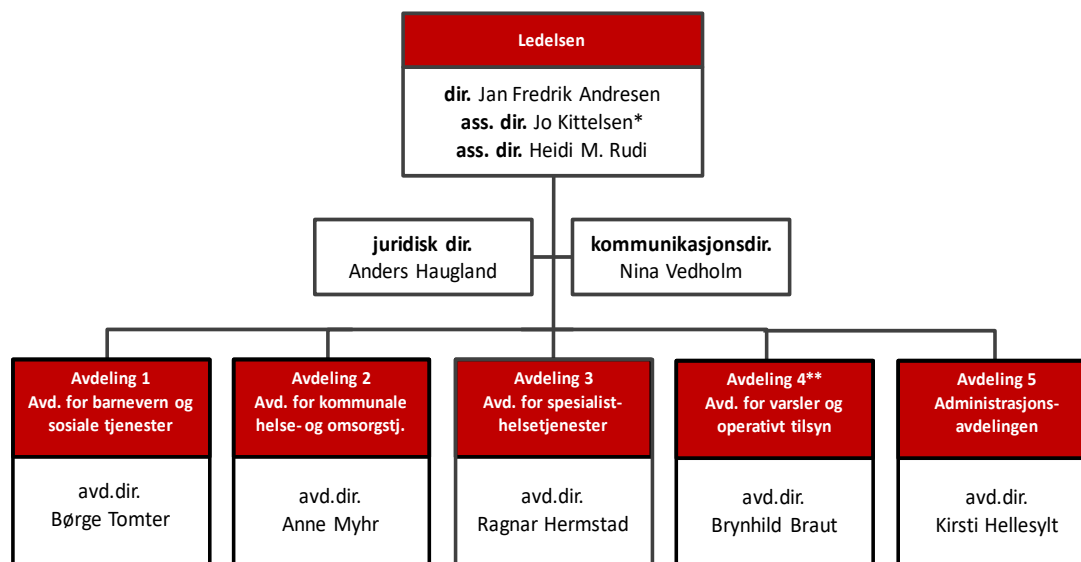 Ledelsen
dir. Jan Fredrik Andresen
ass. dir. Jo Kittelsen*
ass. dir. Heidi M. Rudi
juridisk dir.
Anders Haugland
kommunikasjonsdir.
Nina Vedholm
Avdeling 1
Avd. for barnevern og
sosiale tjenester
avd.dir.
Børge Tomter
Avdeling 2
Avd. for kommunale
helse- og omsorgstj.
avd.dir.
Anne Myhr
Avdeling 3
Avd. for spesialist-
helsetjenester
avd.dir.
Ragnar Hermstad
Avdeling 4**
Avd. for varsler og
operativt tilsyn
avd.dir.
Brynhild Braut
Avdeling 5
Administrasjons-
avdelingen
avd.dir.
Kirsti Hellesylt